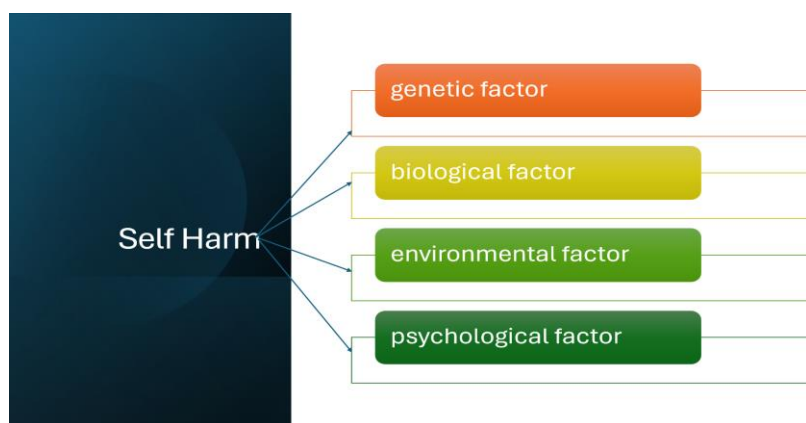 Self Harm
genetic factor
biological factor
environmental factor
psychological factor